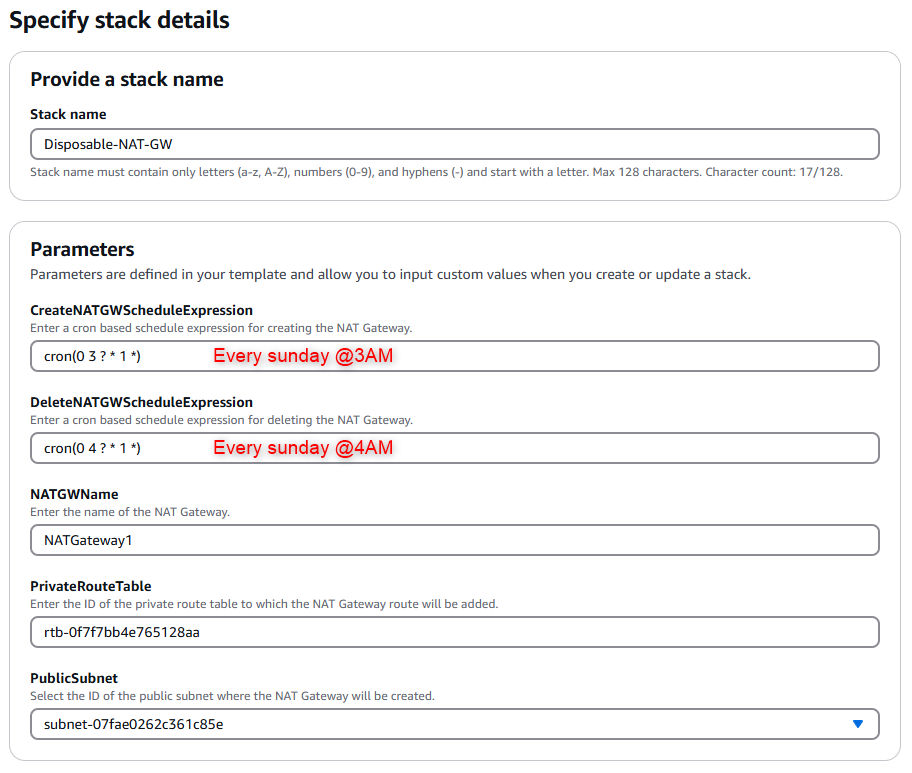 Specify stack details
Provide a stack name
Stack name
Disposable-NAT-GW
Stack name must contain only letters (a-z, A-Z), numbers (0-9), and hyphens (-) and start with a letter. Max 128 characters. Character count: 17/128.
Parameters
Parameters are defined in your template and allow you to input custom values when you create or update a stack.
CreateNATGWScheduleExpression
Enter a cron based schedule expression for creating the NAT Gateway.
cron(0 3 ? * 1 *) Every sunday @3AM
DeleteNATGWScheduleExpression
Enter a cron based schedule expression for deleting the NAT Gateway.
cron(0 4 ? * 1 *) Every sunday @4AM
NATGWName
Enter the name of the NAT Gateway.
NATGateway1
PrivateRouteTable
Enter the ID of the private route table to which the NAT Gateway route will be added.
rtb-0f7f7bb4e765128aa
PublicSubnet
Select the ID of the public subnet where the NAT Gateway will be created.
subnet-07fae0262c361c85e